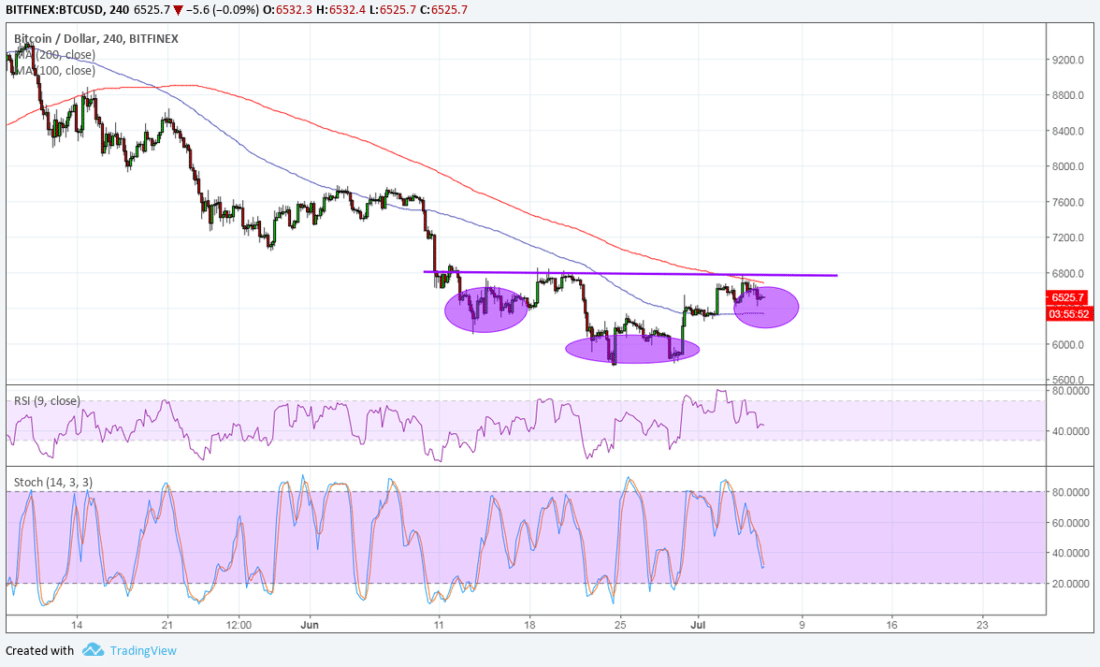 BITFINEX:BTCUSD, 240 6525.7 ▼ −5.6 (−0.09%) O:6532.3 H:6532.4 L:6525.7 C:6525.7
Bitcoin / Dollar, 240, BITFINEX
MA (200, close)
MA (100, close)
9200.0
8800.0
8400.0
8000.0
7600.0
7200.0
6800.0
6525.7
03:55:52
6000.0
5600.0
RSI (9, close)
80.0000
40.0000
Stoch (14, 3, 3)
80.0000
60.0000
40.0000
20.0000
14 21 12:00 Jun 11 18 25 Jul 9 16 23
Created with TradingView